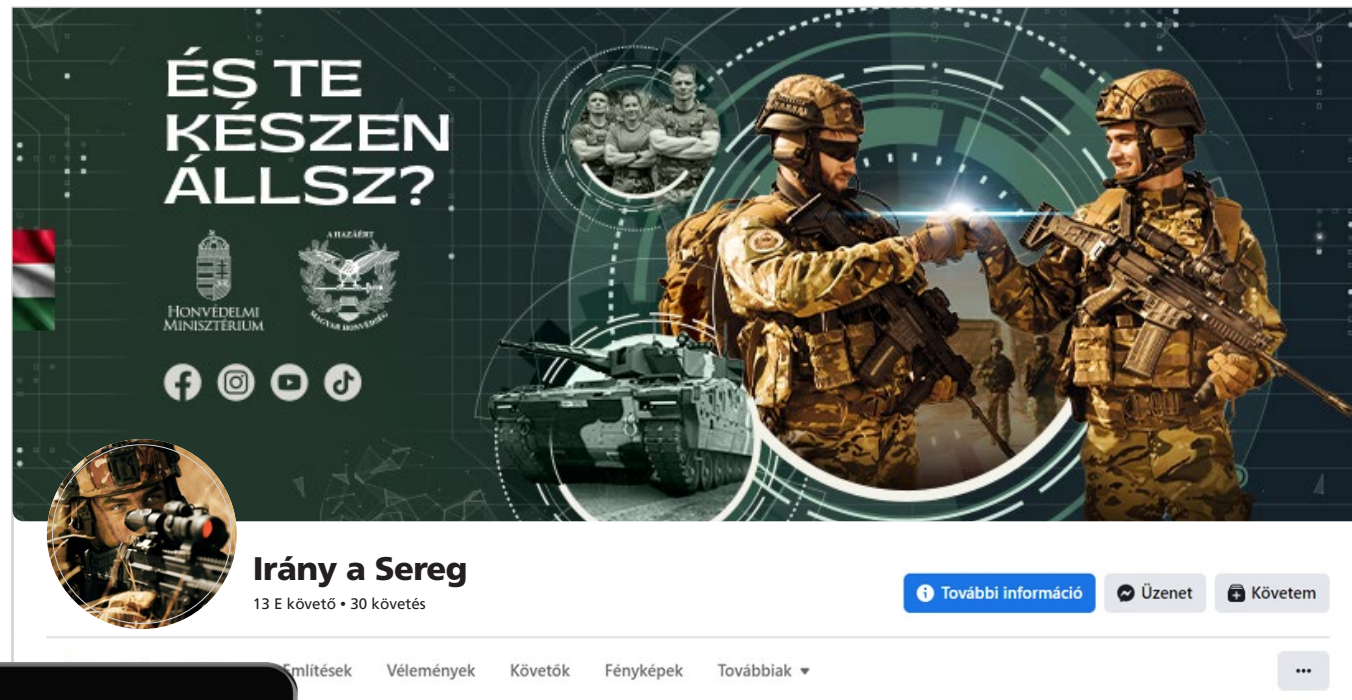 ÉS TE
KÉSZEN
ÁLLSZ?
A HAZÁÉRT
MAGYAR HONVÉDSÉG
HONVÉDELMI
MINISZTÉRIUM
Irány a Sereg
13 E követő • 30 követés
További információ
Üzenet
Követem
Említések
Vélemények
Követők
Fényképek
Továbbiak